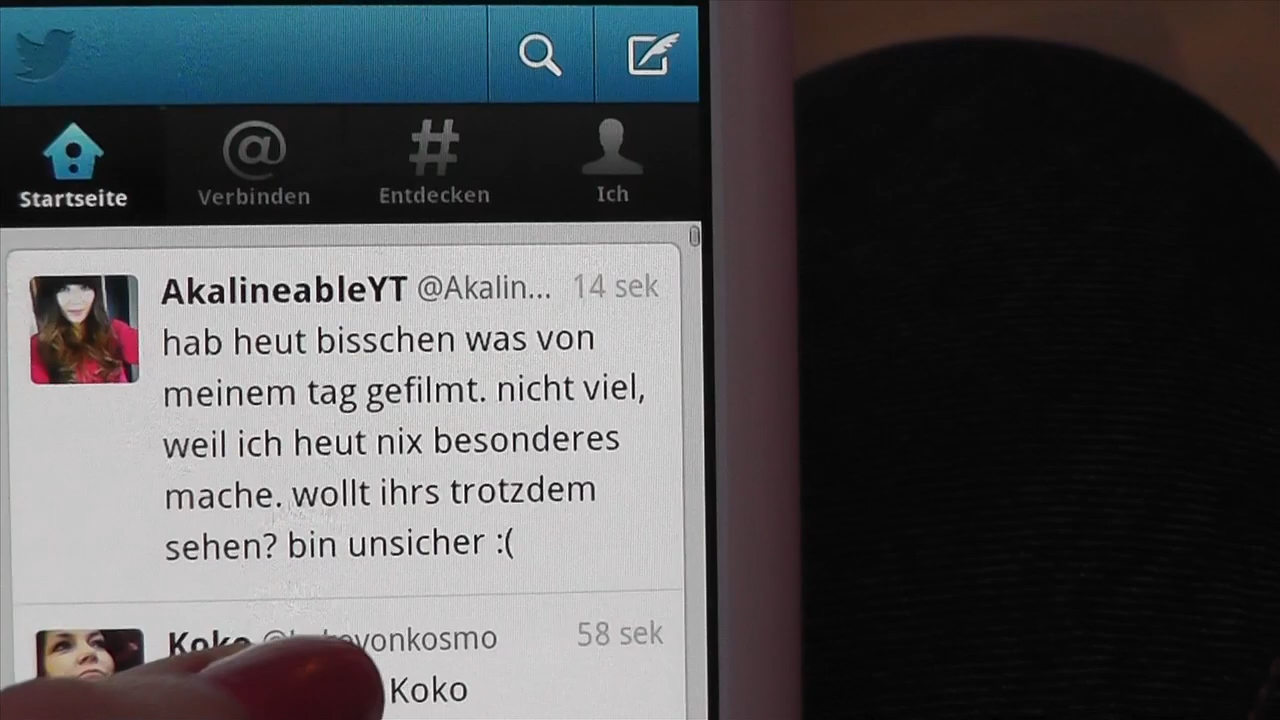 Startseite
Verbinden
Entdecken
Ich
AkalineableYT @Akalin... 14 sek
hab heut bisschen was von
meinem tag gefilmt. nicht viel,
weil ich heut nix besonderes
mache. wollt ihrs trotzdem
sehen? bin unsicher :(
Koko 58 sek
Koko